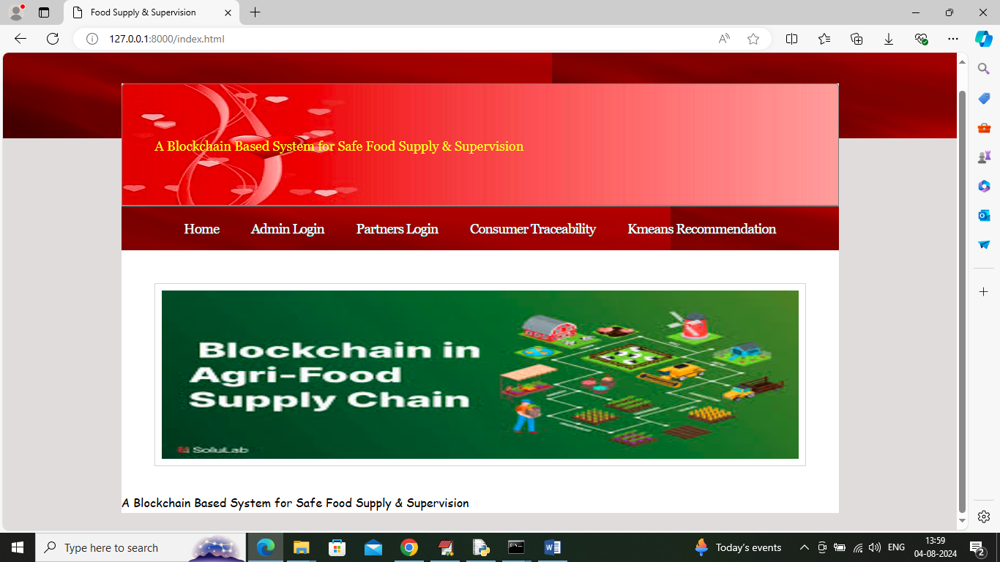 Food Supply & Supervision
127.0.0.1:8000/index.html
A Blockchain Based System for Safe Food Supply & Supervision
Home Admin Login Partners Login Consumer Traceability Kmeans Recommendation
Blockchain in
Agri-Food
Supply Chain
SoluLab
A Blockchain Based System for Safe Food Supply & Supervision
Type here to search
Today's events
ENG
13:59
04-08-2024
2